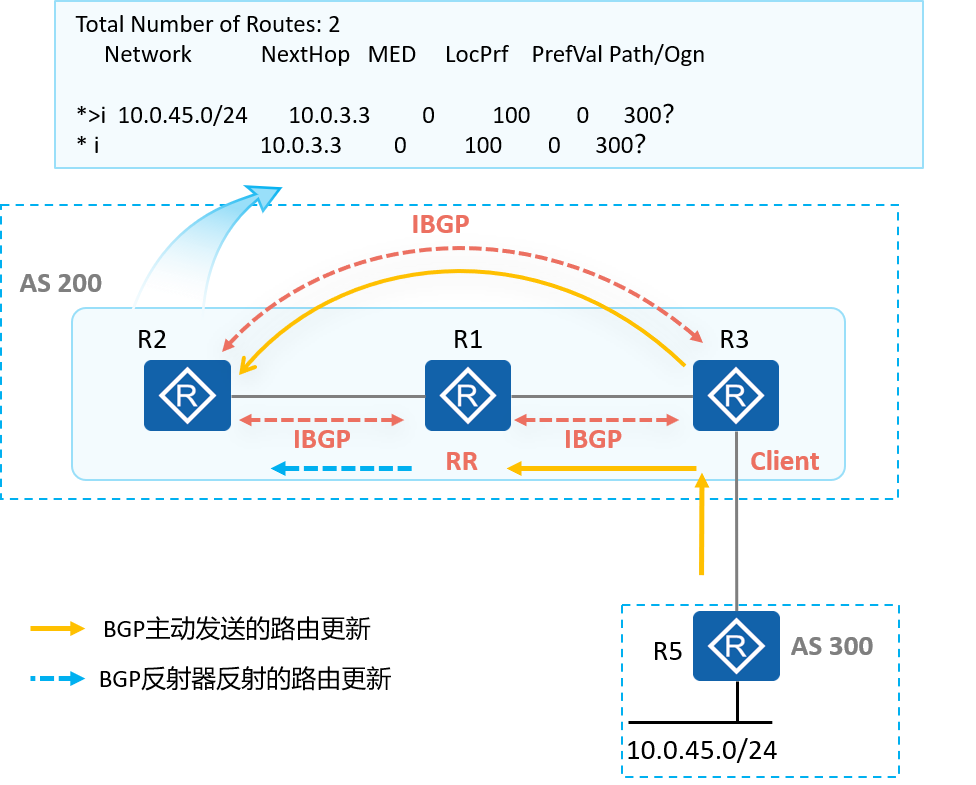 Total Number of Routes: 2
Network NextHop MED LocPrf PrefVal Path/Ogn
*>i 10.0.45.0/24 10.0.3.3 0 100 0 300?
* i 10.0.3.3 0 100 0 300?
IBGP
AS 200
R2 R1 R3
R R R
IBGP IBGP
RR Client
BGP主动发送的路由更新
R5 R AS 300
BGP反射器反射的路由更新
10.0.45.0/24